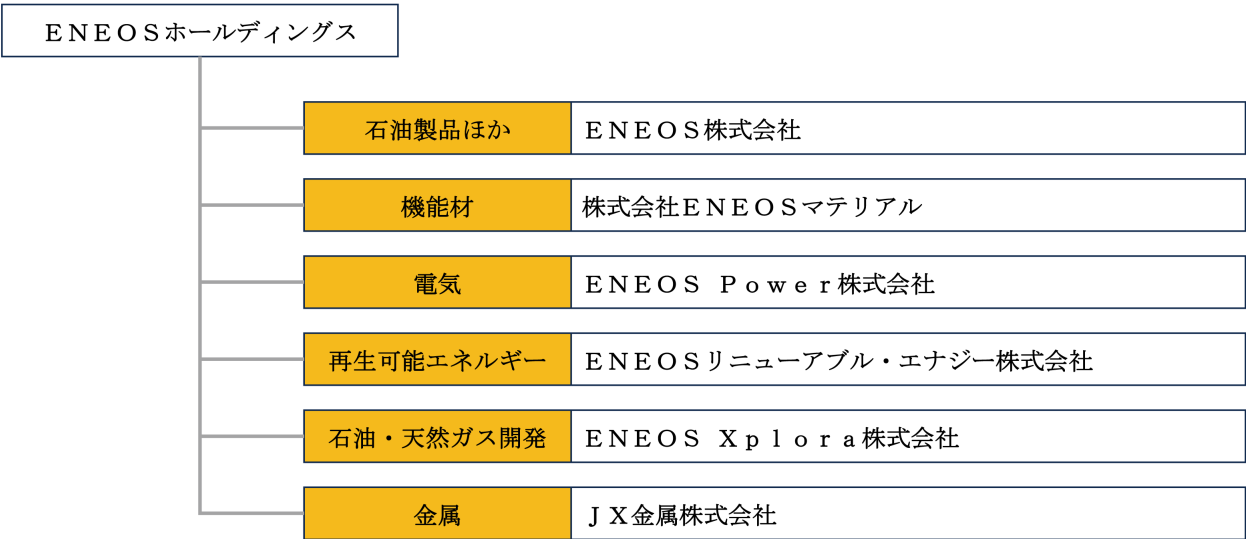 ＥＮＥＯＳホールディングス
石油製品ほか ＥＮＥＯＳ株式会社
機能材 株式会社ＥＮＥＯＳマテリアル
電気 ＥＮＥＯＳ Ｐｏｗｅｒ株式会社
再生可能エネルギー ＥＮＥＯＳリニューアブル・エナジー株式会社
石油・天然ガス開発 ＥＮＥＯＳ Ｘｐｌｏｒａ株式会社
金属 ＪＸ金属株式会社